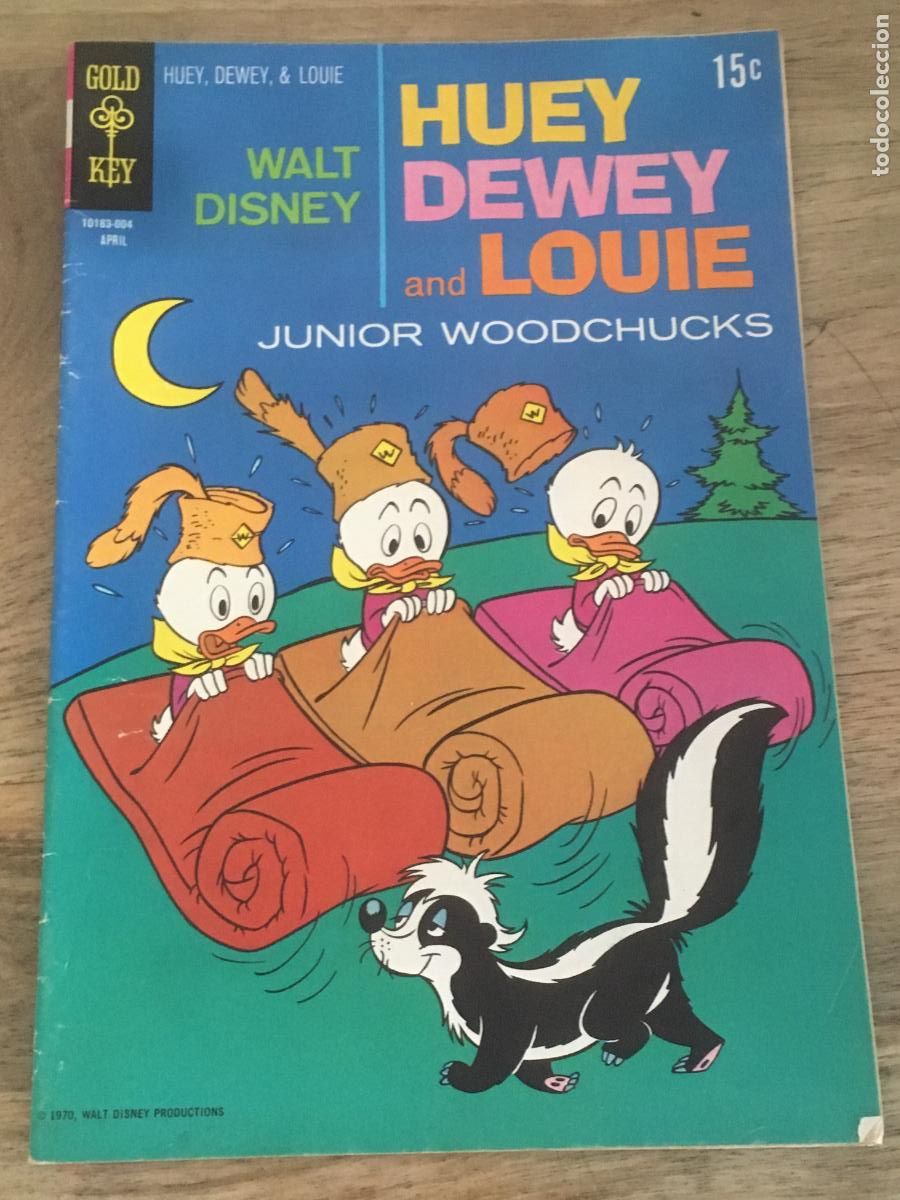 GOLD
KEY
HUEY, DEWEY, & LOUIE
15c
WALT
DISNEY
HUEY
DEWEY
and LOUIE
JUNIOR WOODCHUCKS
10183-004
APRIL
W
W
W
© 1970, WALT DISNEY PRODUCTIONS
todocoleccion